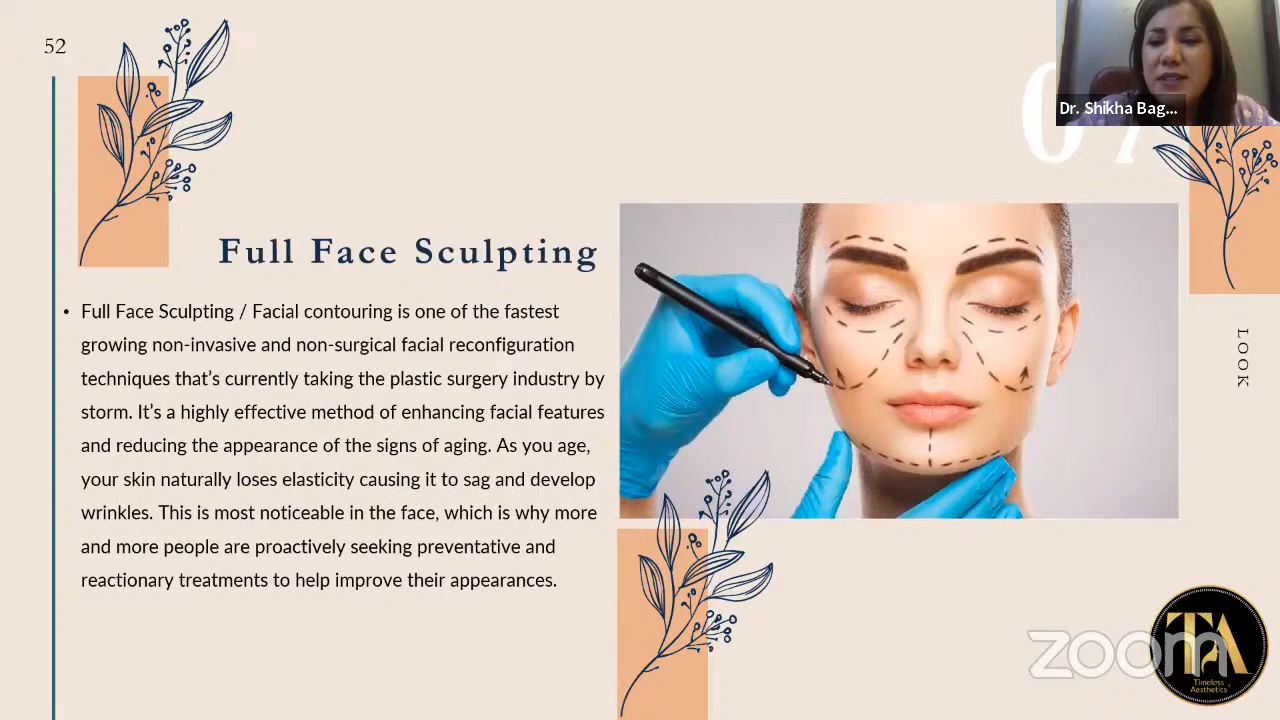 52
07
Dr. Shikha Bag...
Full Face Sculpting
• Full Face Sculpting / Facial contouring is one of the fastest
growing non-invasive and non-surgical facial reconfiguration
techniques that's currently taking the plastic surgery industry by
storm. It's a highly effective method of enhancing facial features
and reducing the appearance of the signs of aging. As you age,
your skin naturally loses elasticity causing it to sag and develop
wrinkles. This is most noticeable in the face, which is why more
and more people are proactively seeking preventative and
reactionary treatments to help improve their appearances.
LOOK
zoom
TA
Timeless
Aesthetics